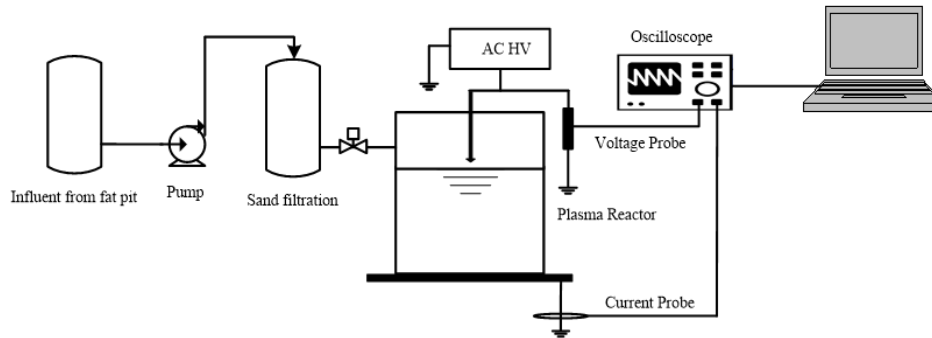 AC HV
Oscilloscope
Voltage Probe
Influent from fat pit
Pump
Sand filtration
Plasma Reactor
Current Probe